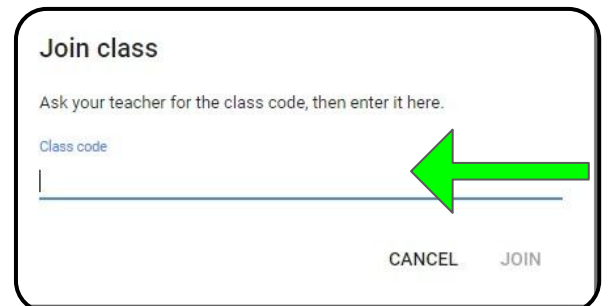 Join class
Ask your teacher for the class code, then enter it here.
Class code
CANCEL JOIN